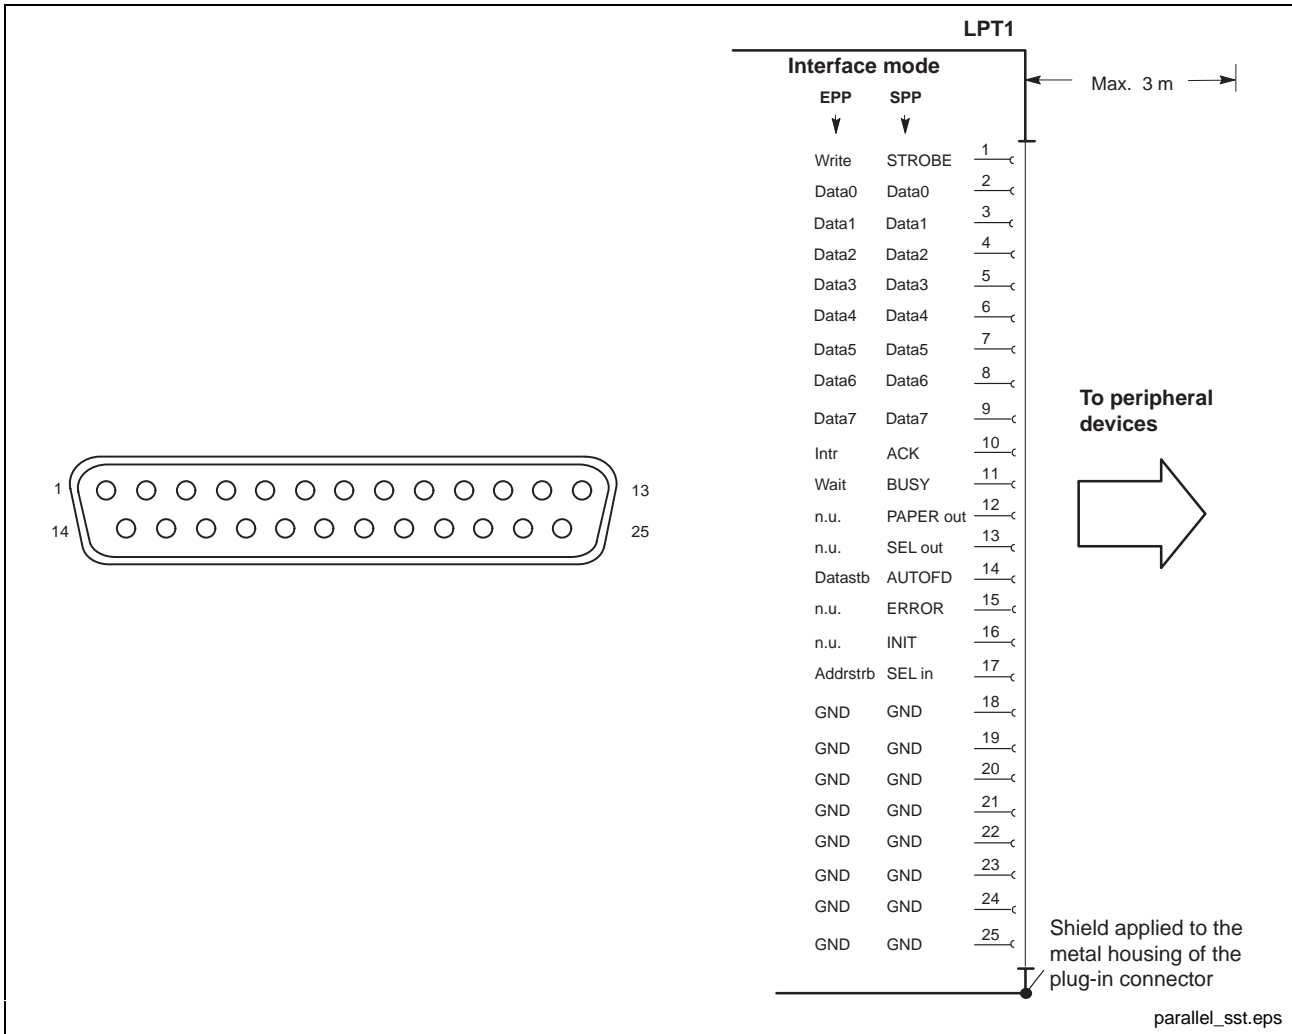 LPT1
Interface mode
Max. 3 m
EPP SPP
Write STROBE 1
Data0 Data0 2
Data1 Data1 3
Data2 Data2 4
Data3 Data3 5
Data4 Data4 6
Data5 Data5 7
Data6 Data6 8
Data7 Data7 9
To peripheral
devices
Intr ACK 10
Wait BUSY 11
n.u. PAPER out 12
n.u. SEL out 13
Datastb AUTOFD 14
n.u. ERROR 15
n.u. INIT 16
Addrstrb SEL in 17
GND GND 18
GND GND 19
GND GND 20
GND GND 21
GND GND 22
GND GND 23
GND GND 24
GND GND 25
1 13
14 25
Shield applied to the
metal housing of the
plug-in connector
parallel_sst.eps